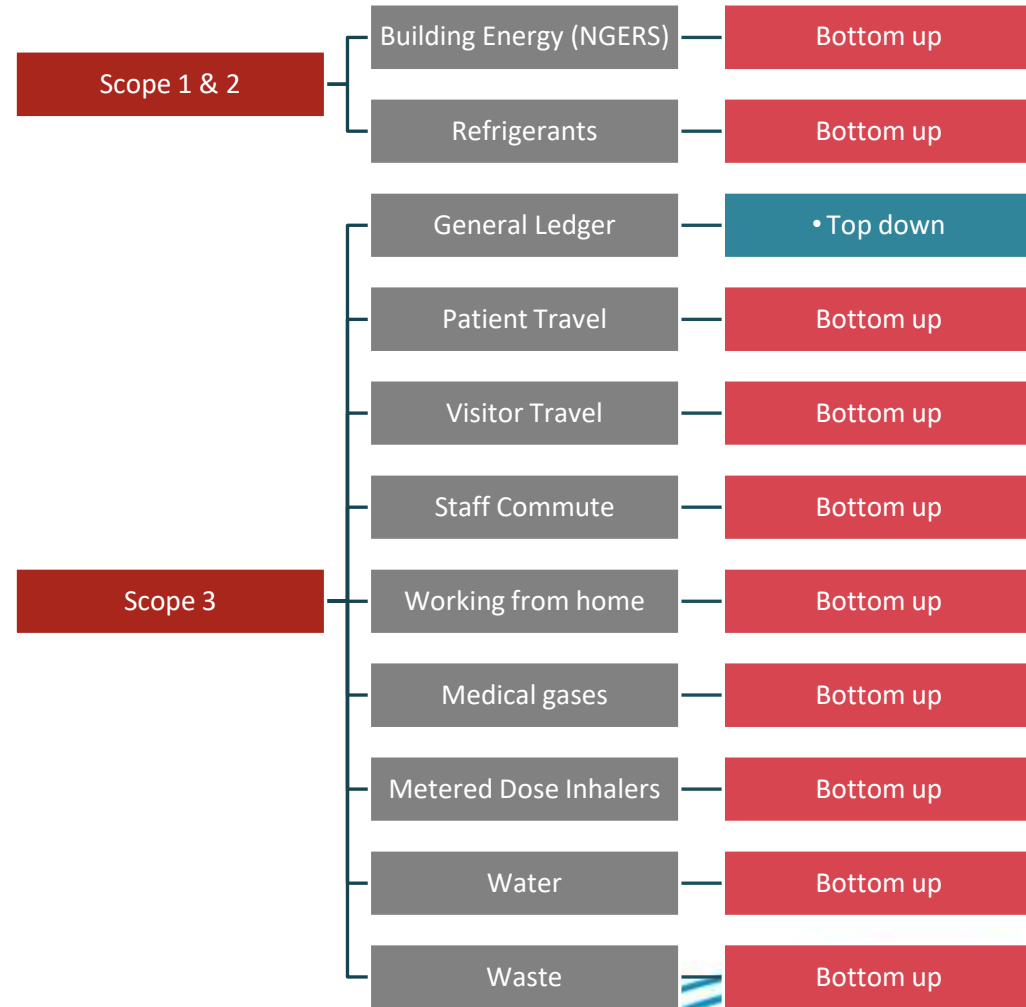 Scope 1 & 2
Building Energy (NGERS)
Bottom up
Refrigerants
Bottom up
Scope 3
General Ledger
• Top down
Patient Travel
Bottom up
Visitor Travel
Bottom up
Staff Commute
Bottom up
Working from home
Bottom up
Medical gases
Bottom up
Metered Dose Inhalers
Bottom up
Water
Bottom up
Waste
Bottom up